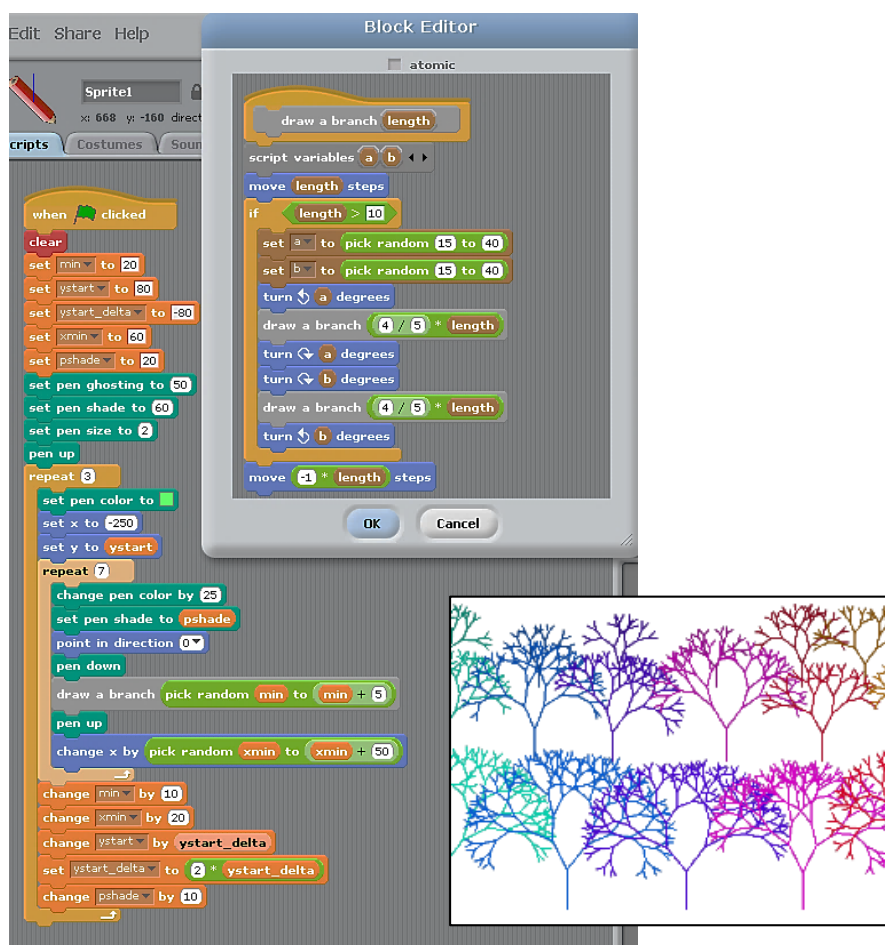 Edit Share Help
Sprite1
x: 668 y: -160 direct
cripts Costumes Soun
when clicked
clear
set min to 20
set ystart to 80
set ystart_delta to -80
set xmin to 60
set pshade to 20
set pen ghosting to 50
set pen shade to 60
set pen size to 2
pen up
repeat 3
set pen color to
set x to -250
set y to ystart
repeat 7
change pen color by 25
set pen shade to pshade
point in direction 0
pen down
draw a branch pick random min to min + 5
pen up
change x by pick random xmin to xmin + 50
change min by 10
change xmin by 20
change ystart by ystart_delta
set ystart_delta to 2 * ystart_delta
change pshade by 10
Block Editor
atomic
draw a branch length
script variables a b
move length steps
if length > 10
set a to pick random 15 to 40
set b to pick random 15 to 40
turn a degrees
draw a branch 4 / 5 * length
turn a degrees
turn b degrees
draw a branch 4 / 5 * length
turn b degrees
move -1 * length steps
OK Cancel